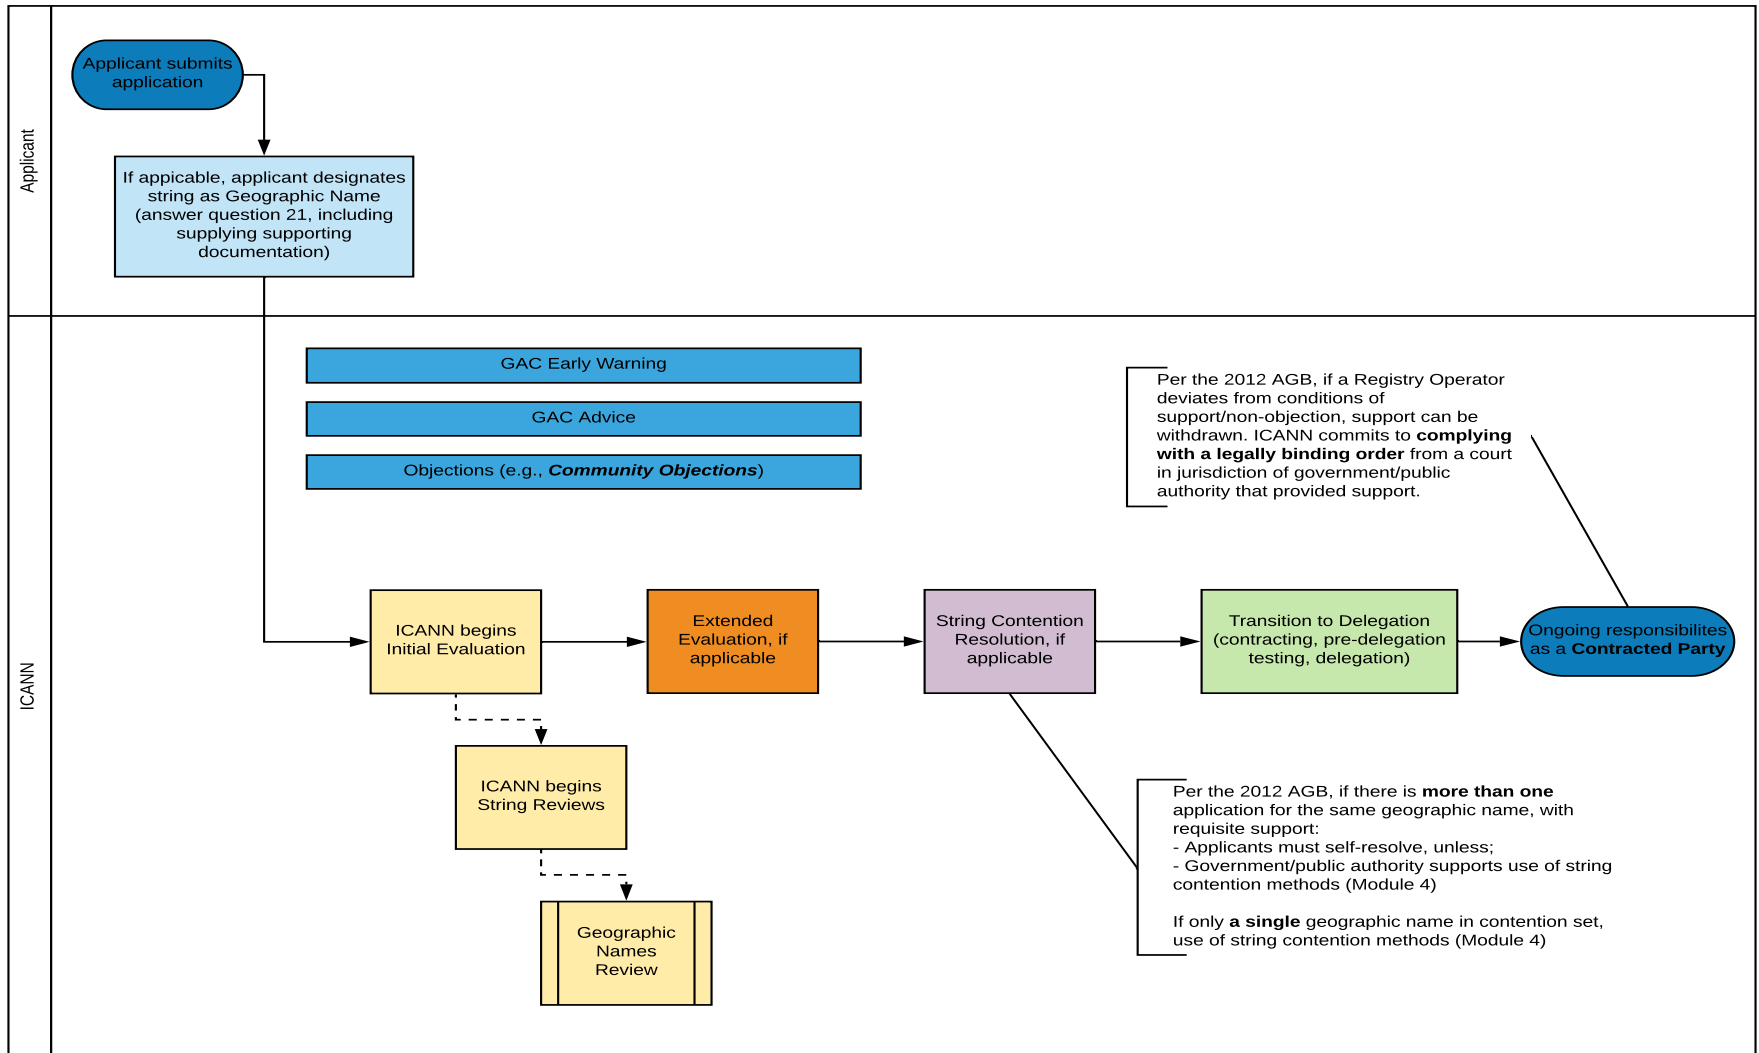 Applicant
Applicant submits
application
If appicable, applicant designates
string as Geographic Name
(answer question 21, including
supplying supporting
documentation)
ICANN
GAC Early Warning
GAC Advice
Objections (e.g., Community Objections)
Per the 2012 AGB, if a Registry Operator
deviates from conditions of
support/non-objection, support can be
withdrawn. ICANN commits to complying
with a legally binding order from a court
in jurisdiction of government/public
authority that provided support.
ICANN begins
Initial Evaluation
Extended
Evaluation, if
applicable
String Contention
Resolution, if
applicable
Transition to Delegation
(contracting, pre-delegation
testing, delegation)
Ongoing responsibilites
as a Contracted Party
ICANN begins
String Reviews
Geographic
Names
Review
Per the 2012 AGB, if there is more than one
application for the same geographic name, with
requisite support:
- Applicants must self-resolve, unless;
- Government/public authority supports use of string
contention methods (Module 4)
If only a single geographic name in contention set,
use of string contention methods (Module 4)